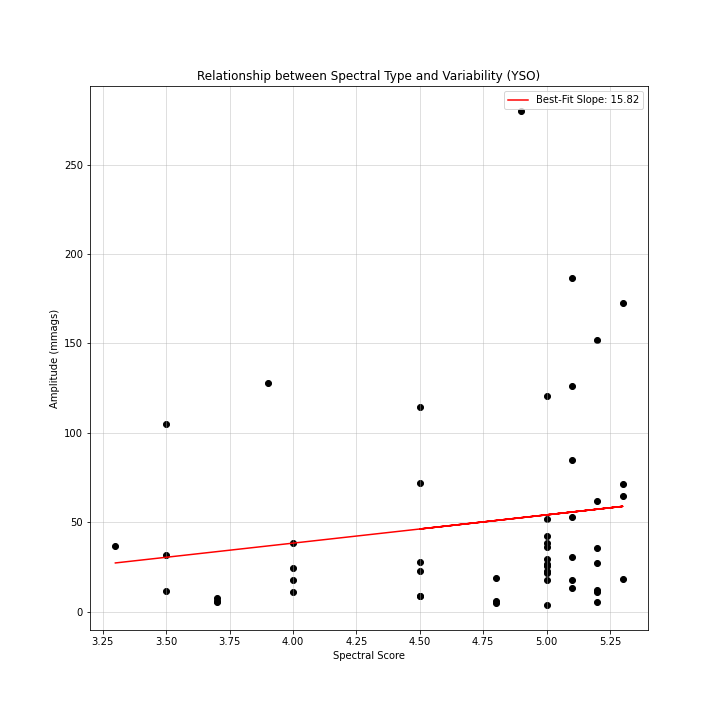 Relationship between Spectral Type and Variability (YSO)
Best-Fit Slope: 15.82
250
200
150
100
50
0
Amplitude (mmags)
3.25 3.50 3.75 4.00 4.25 4.50 4.75 5.00 5.25
Spectral Score